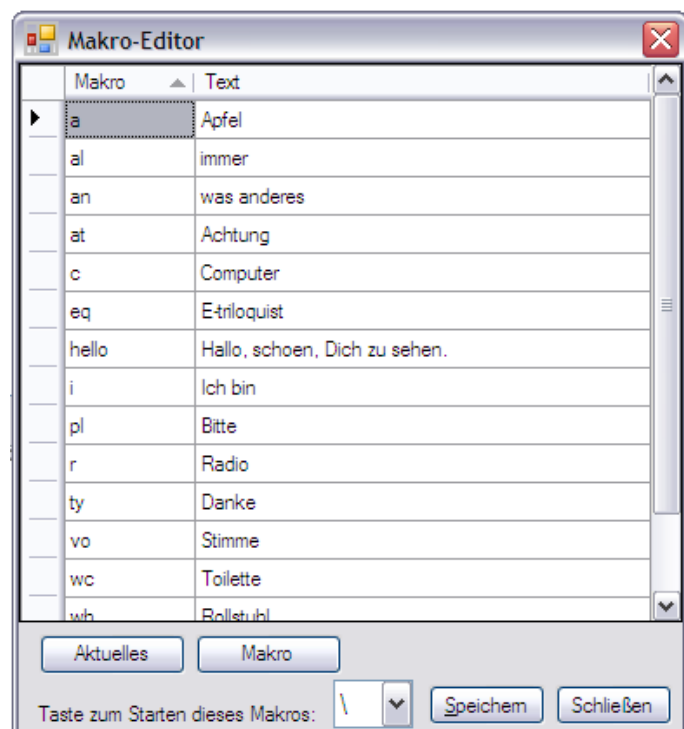 Makro-Editor
Makro Text
a Apfel
al immer
an was anderes
at Achtung
c Computer
eq E-triloquist
hello Hallo, schoen, Dich zu sehen.
i Ich bin
pl Bitte
r Radio
ty Danke
vo Stimme
wc Toilette
wh Rollstuhl
Aktuelles Makro
Taste zum Starten dieses Makros: \ Speichern Schließen